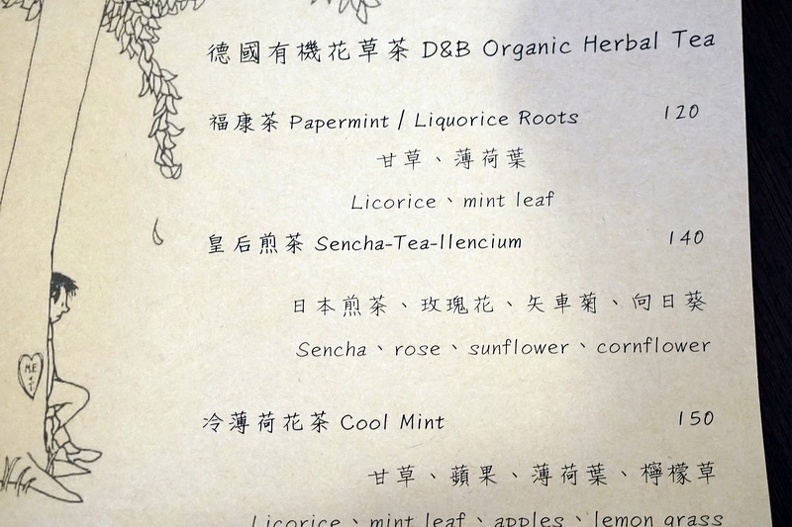 德國有機花草茶 D&B Organic Herbal Tea
福康茶 Papermint / Liquorice Roots 120
甘草、薄荷葉
Licorice、mint leaf
皇后煎茶 Sencha-Tea-Ilencium 140
日本煎茶、玫瑰花、矢車菊、向日葵
Sencha、rose、sunflower、cornflower
冷薄荷花茶 Cool Mint 150
甘草、蘋果、薄荷葉、檸檬草
Licorice、mint leaf、apples、lemon grass